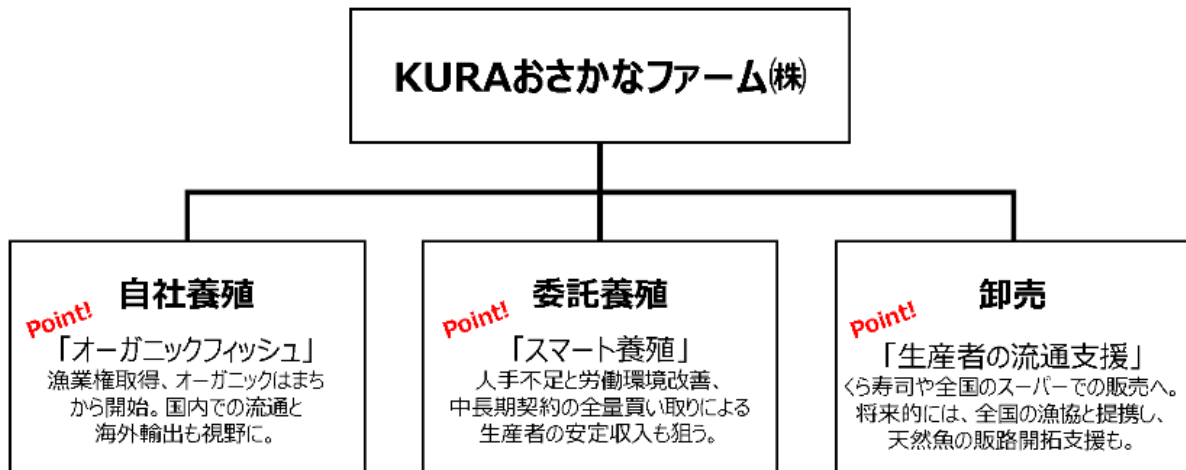 KURAおさかなファーム㈱
自社養殖
Point!
「オーガニックフィッシュ」
漁業権取得、オーガニックはまち
から開始。国内での流通と
海外輸出も視野に。
委託養殖
Point!
「スマート養殖」
人手不足と労働環境改善、
中長期契約の全量買い取りによる
生産者の安定収入も狙う。
卸売
Point!
「生産者の流通支援」
くら寿司や全国のスーパーでの販売へ。
将来的には、全国の漁協と提携し、
天然魚の販路開拓支援も。